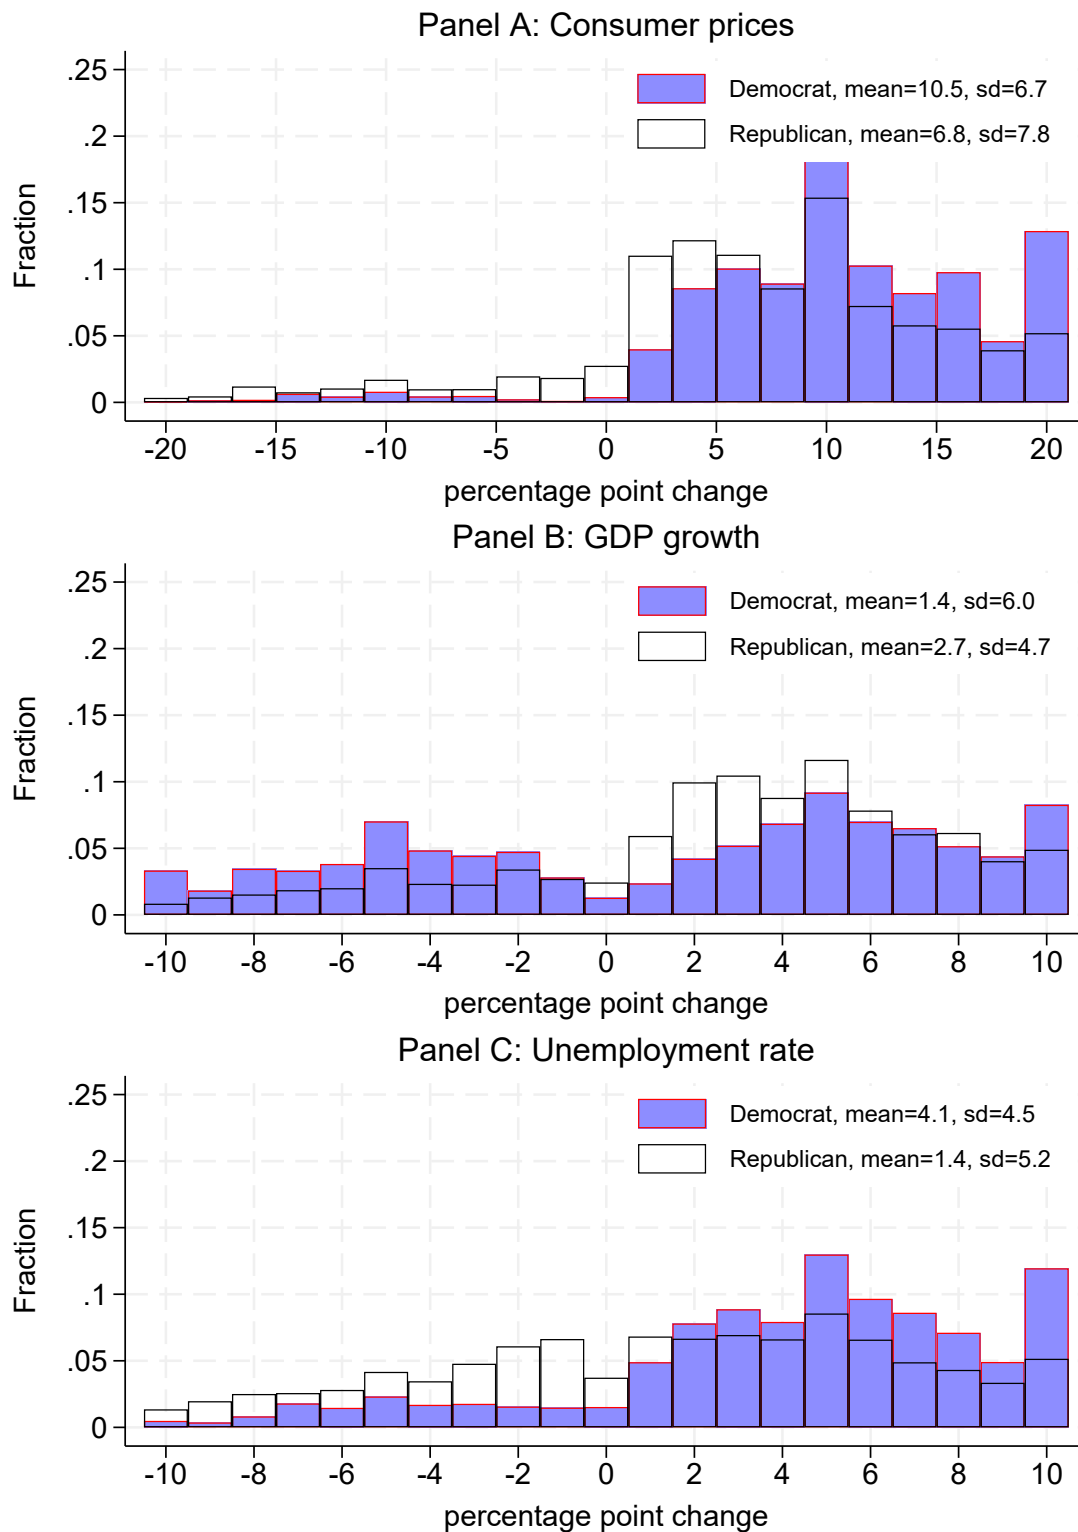 Panel A: Consumer prices
Fraction
.25
.2
.15
.1
.05
0
Democrat, mean=10.5, sd=6.7
Republican, mean=6.8, sd=7.8
-20 -15 -10 -5 0 5 10 15 20
percentage point change
Panel B: GDP growth
Fraction
.25
.2
.15
.1
.05
0
Democrat, mean=1.4, sd=6.0
Republican, mean=2.7, sd=4.7
-10 -8 -6 -4 -2 0 2 4 6 8 10
percentage point change
Panel C: Unemployment rate
Fraction
.25
.2
.15
.1
.05
0
Democrat, mean=4.1, sd=4.5
Republican, mean=1.4, sd=5.2
-10 -8 -6 -4 -2 0 2 4 6 8 10
percentage point change